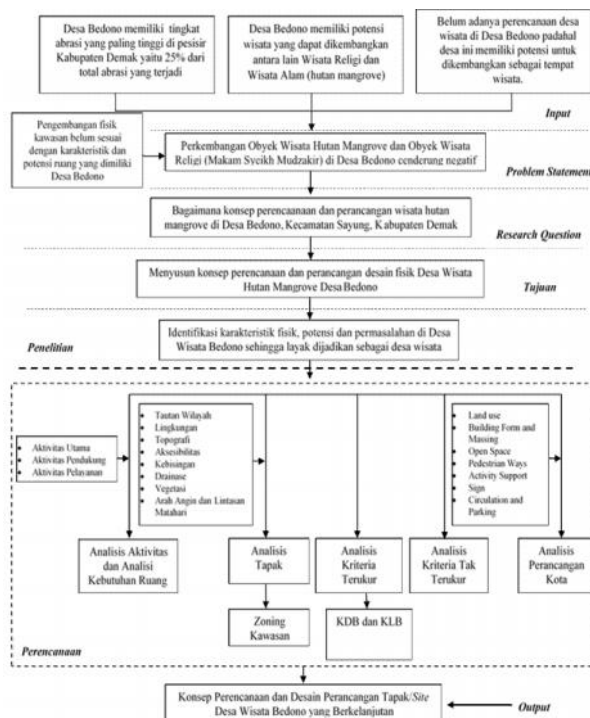 Desa Bedono memiliki tingkat
abrasi yang paling tinggi di pesisir
Kabupaten Demak yaitu 25% dari
total abrasi yang terjadi
Desa Bedono memiliki potensi
wisata yang dapat dikembangkan
antara lain Wisata Religi dan
Wisata Alam (hutan mangrove)
Belum adanya perencanaan desa
wisata di Desa Bedono padahal
desa ini memiliki potensi untuk
dikembangkan sebagai tempat
wisata.
Input
Pengembangan fisik
kawasan belum sesuai
dengan karakteristik dan
potensi ruang yang dimiliki
Desa Bedono
Perkembangan Obyek Wisata Hutan Mangrove dan Obyek Wisata
Religi (Makam Syeikh Mudzakir) di Desa Bedono cenderung negatif
Problem Statement
Bagaimana konsep perencaanaan dan perancangan wisata hutan
mangrove di Desa Bedono, Kecamatan Sayung, Kabupaten Demak
Research Question
Menyusun konsep perencanaan dan perancangan desain fisik Desa Wisata
Hutan Mangrove Desa Bedono
Tujuan
Identifikasi karakteristik fisik, potensi dan permasalahan di Desa
Wisata Bedono sehingga layak dijadikan sebagai desa wisata
Penelitian
• Aktivitas Utama
• Aktivitas Pendukung
• Aktivitas Pelayanan
• Tautan Wilayah
• Lingkungan
• Topografi
• Aksesibilitas
• Kebisingan
• Drainase
• Vegetasi
• Arah Angin dan Lintasan
Matahari
• Land use
• Building Form and
Massing
• Open Space
• Pedestrian Ways
• Activity Support
• Sign
• Circulation and
Parking
Analisis Aktivitas
dan Analisi
Kebutuhan Ruang
Analisis
Tapak
Analisis
Kriteria
Terukur
Analisis
Kriteria Tak
Terukur
Analisis
Perancangan
Kota
Zoning
Kawasan
KDB dan KLB
Perencanaan
Konsep Perencanaan dan Desain Perancangan Tapak/Site
Desa Wisata Bedono yang Berkelanjutan
Output